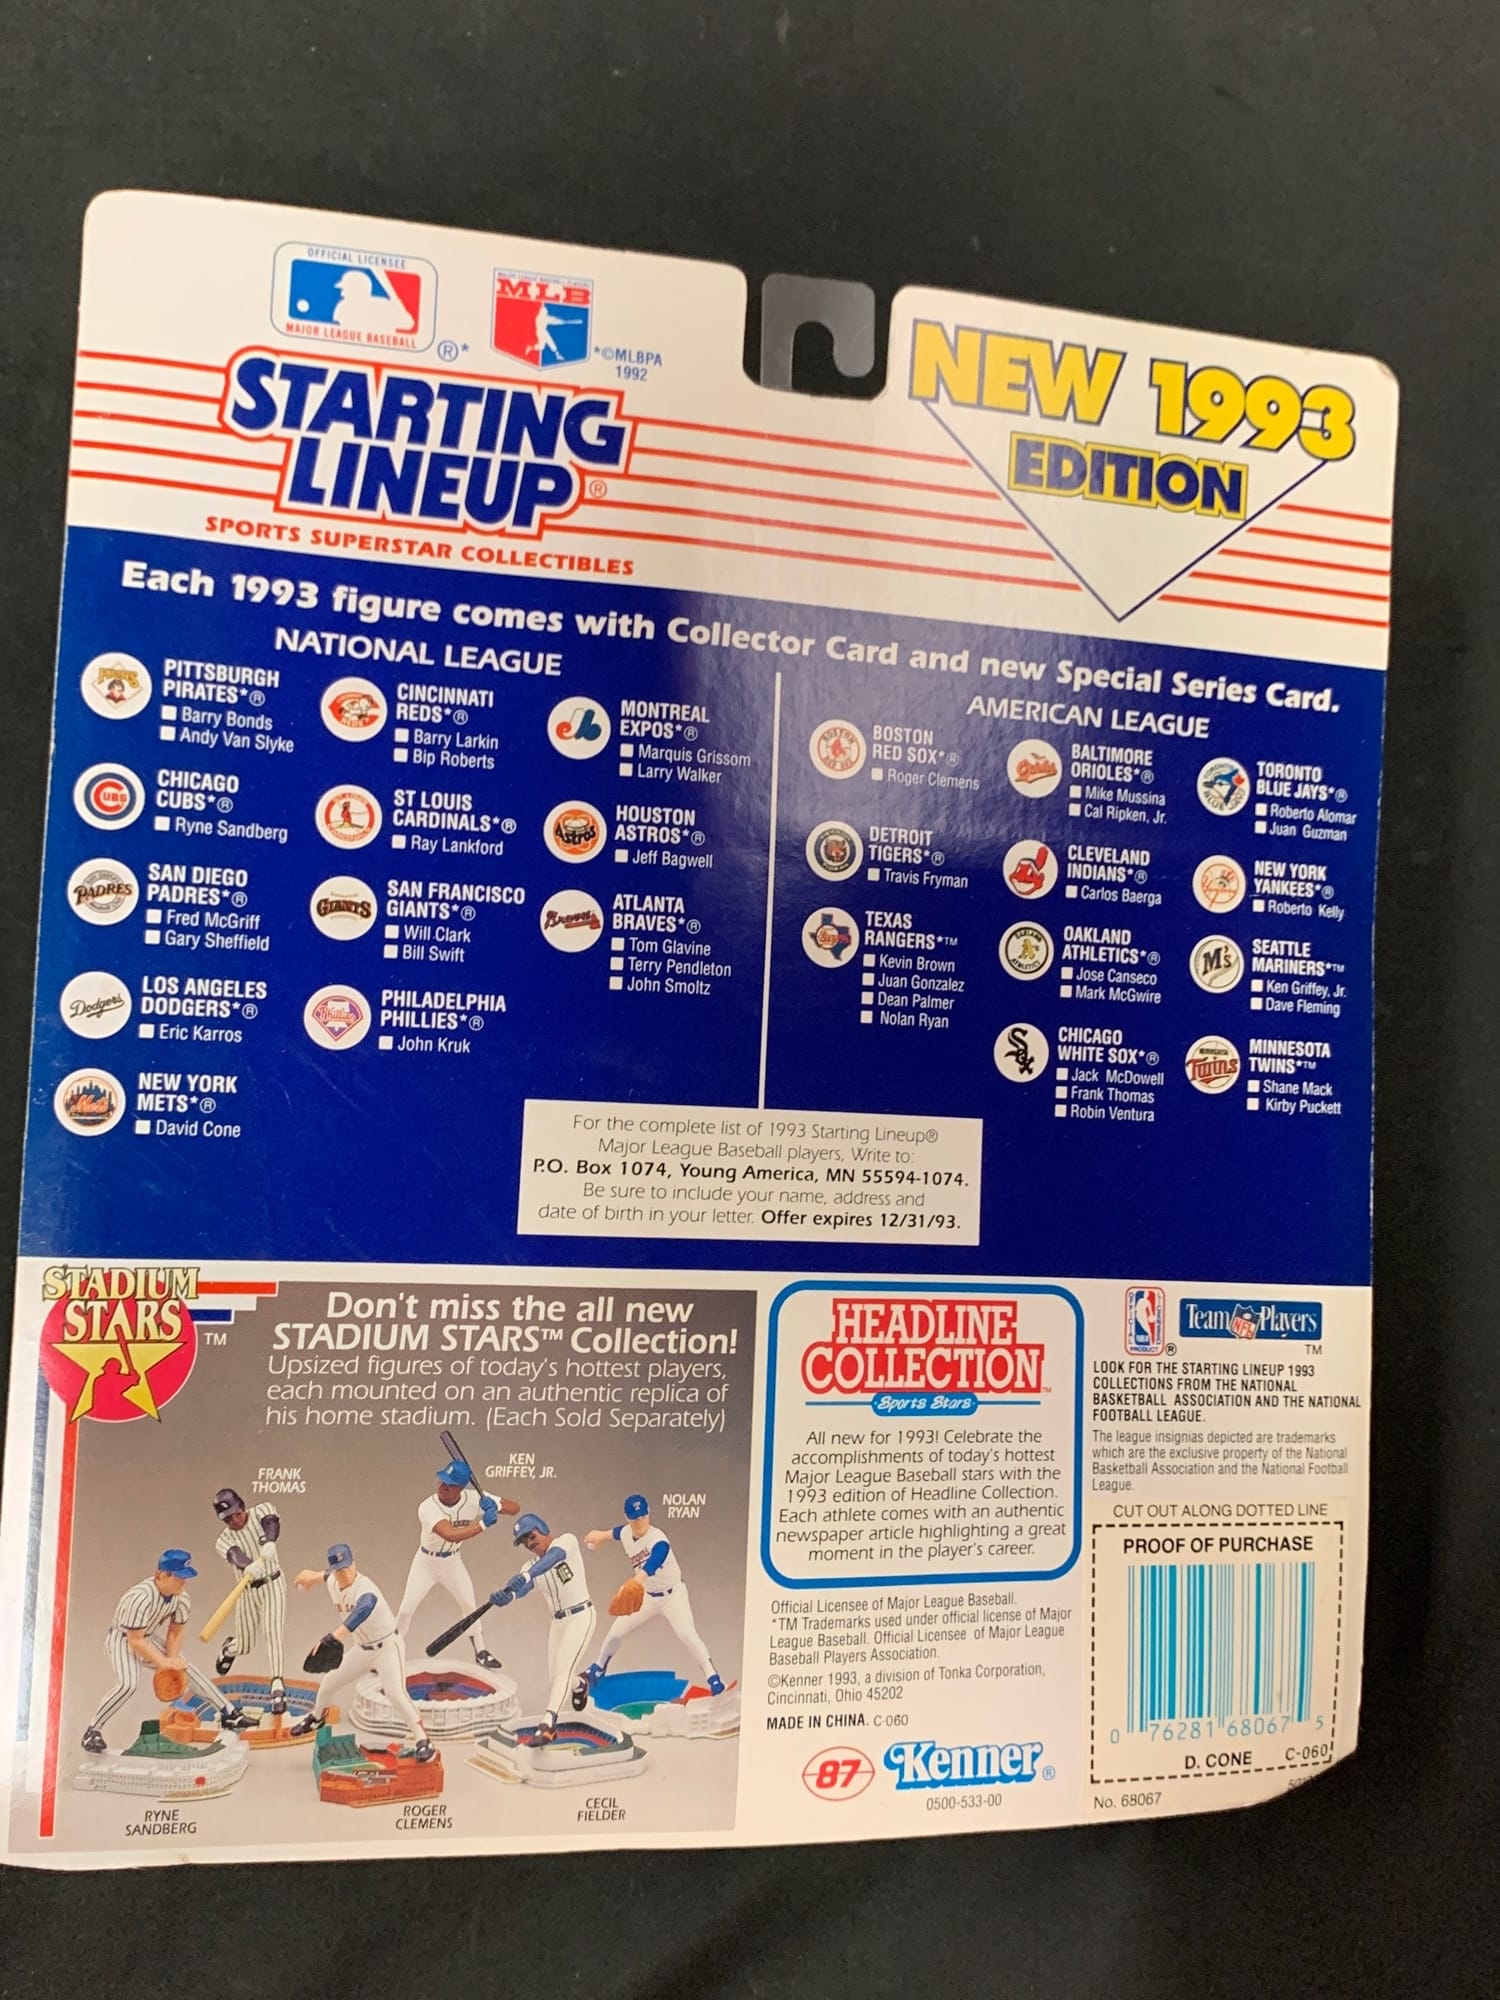 OFFICIAL LICENSEE
MAJOR LEAGUE BASEBALL
®*
MAJOR LEAGUE BASEBALL PLAYERS
MLB
*©MLBPA
1992
STARTING
LINEUP®
SPORTS SUPERSTAR COLLECTIBLES
NEW 1993
EDITION
Each 1993 figure comes with Collector Card and new Special Series Card.
NATIONAL LEAGUE
PITTSBURGH
PIRATES*®
Barry Bonds
Andy Van Slyke
CHICAGO
CUBS*®
Ryne Sandberg
SAN DIEGO
PADRES*®
Fred McGriff
Gary Sheffield
LOS ANGELES
DODGERS*®
Eric Karros
NEW YORK
METS*®
David Cone
CINCINNATI
REDS*®
Barry Larkin
Bip Roberts
ST LOUIS
CARDINALS*®
Ray Lankford
SAN FRANCISCO
GIANTS*®
Will Clark
Bill Swift
PHILADELPHIA
PHILLIES*®
John Kruk
MONTREAL
EXPOS*®
Marquis Grissom
Larry Walker
HOUSTON
ASTROS*®
Jeff Bagwell
ATLANTA
BRAVES*®
Tom Glavine
Terry Pendleton
John Smoltz
AMERICAN LEAGUE
BOSTON
RED SOX*®
Roger Clemens
DETROIT
TIGERS*®
Travis Fryman
TEXAS
RANGERS*™
Kevin Brown
Juan Gonzalez
Dean Palmer
Nolan Ryan
BALTIMORE
ORIOLES*®
Mike Mussina
Cal Ripken, Jr.
CLEVELAND
INDIANS*®
Carlos Baerga
OAKLAND
ATHLETICS*®
Jose Canseco
Mark McGwire
CHICAGO
WHITE SOX*®
Jack McDowell
Frank Thomas
Robin Ventura
TORONTO
BLUE JAYS*®
Roberto Alomar
Juan Guzman
NEW YORK
YANKEES*®
Roberto Kelly
SEATTLE
MARINERS*™
Ken Griffey, Jr.
Dave Fleming
MINNESOTA
TWINS*™
Shane Mack
Kirby Puckett
For the complete list of 1993 Starting Lineup®
Major League Baseball players, Write to:
P.O. Box 1074, Young America, MN 55594-1074.
Be sure to include your name, address and
date of birth in your letter. Offer expires 12/31/93.
STADIUM
STARS™
Don't miss the all new
STADIUM STARS™ Collection!
Upsized figures of today's hottest players,
each mounted on an authentic replica of
his home stadium. (Each Sold Separately)
FRANK
THOMAS
KEN
GRIFFEY, JR.
NOLAN
RYAN
RYNE
SANDBERG
ROGER
CLEMENS
CECIL
FIELDER
HEADLINE
COLLECTION™
Sports Stars
All new for 1993! Celebrate the
accomplishments of today's hottest
Major League Baseball stars with the
1993 edition of Headline Collection.
Each athlete comes with an authentic
newspaper article highlighting a great
moment in the player's career.
Official Licensee of Major League Baseball.
*TM Trademarks used under official license of Major
League Baseball. Official Licensee of Major League
Baseball Players Association.
©Kenner 1993, a division of Tonka Corporation,
Cincinnati, Ohio 45202
MADE IN CHINA. C-060
87
Kenner®
0500-533-00
OFFICIAL
LICENSED
NBA
PRODUCT
®
Team NFL Players
TM
LOOK FOR THE STARTING LINEUP 1993
COLLECTIONS FROM THE NATIONAL
BASKETBALL ASSOCIATION AND THE NATIONAL
FOOTBALL LEAGUE.
The league insignias depicted are trademarks
which are the exclusive property of the National
Basketball Association and the National Football
League.
CUT OUT ALONG DOTTED LINE
PROOF OF PURCHASE
0 76281 68067 5
D. CONE C-060
No. 68067